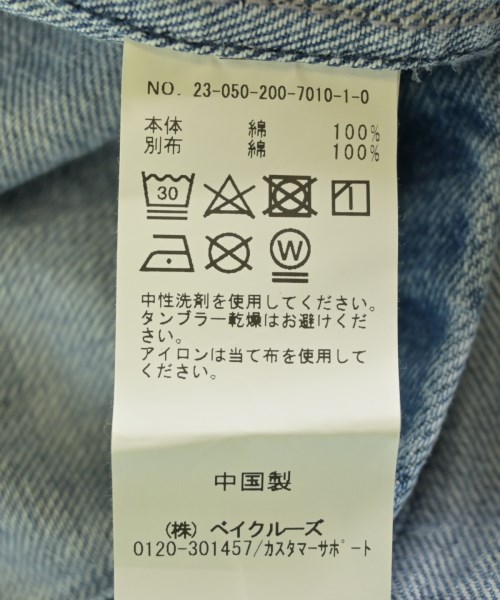 NO. 23-050-200-7010-1-0
本体 綿 100%
別布 綿 100%
30
W
中性洗剤を使用してください。
タンブラー乾燥はお避けくだ
さい。
アイロンは当て布を使用して
ください。
中国製
(株) ベイクルーズ
0120-301457/カスタマーサポート